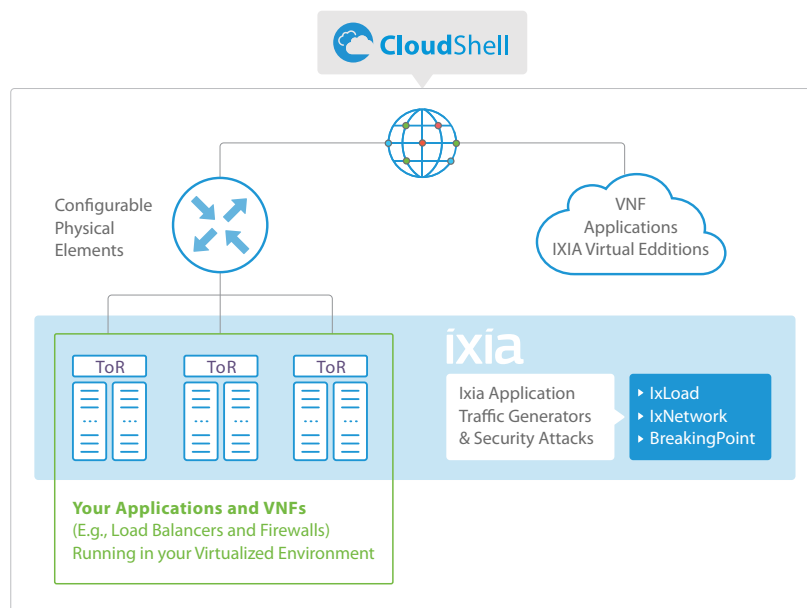 CloudShell
Configurable
Physical
Elements
VNF
Applications
IXIA Virtual Edditions
ToR
ToR
ToR
ixia
Ixia Application
Traffic Generators
& Security Attacks
IxLoad
IxNetwork
BreakingPoint
Your Applications and VNFs
(E.g., Load Balancers and Firewalls)
Running in your Virtualized Environment